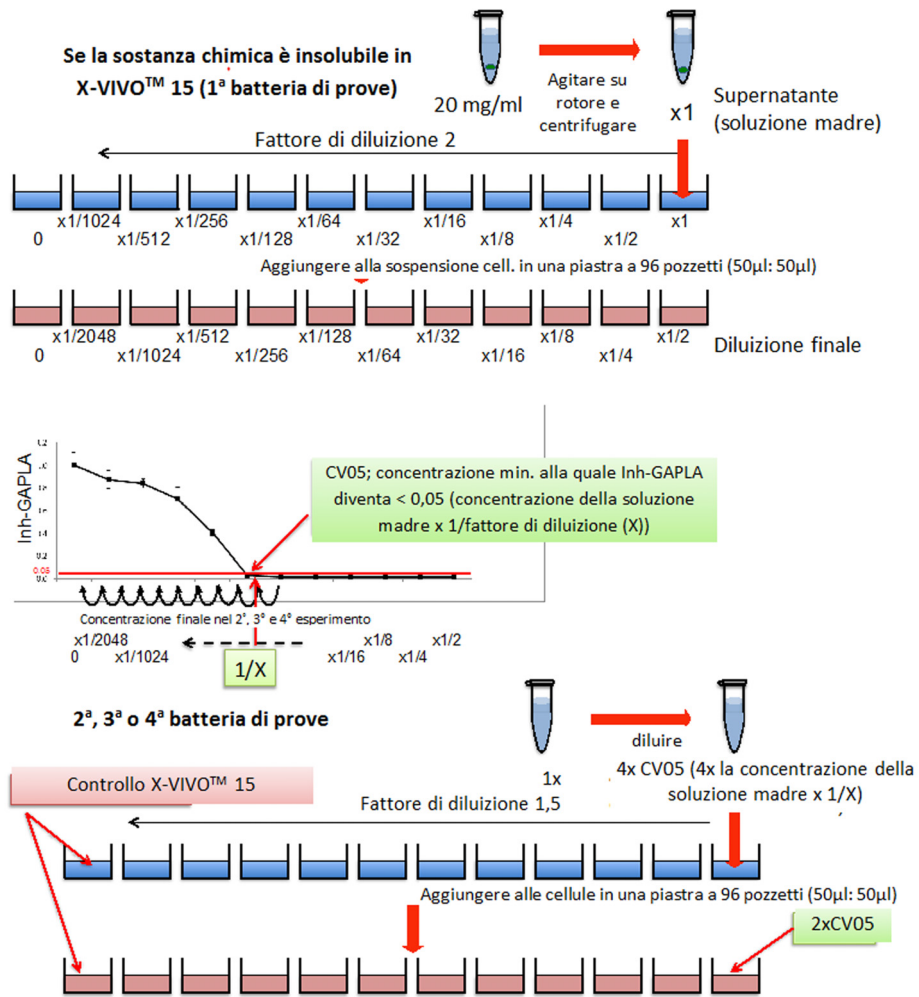 Se la sostanza chimica è insolubile in
X-VIVO™ 15 (1ª batteria di prove)
20 mg/ml
Agitare su
rotore e
centrifugare
x1
Supernatante
(soluzione madre)
Fattore di diluizione 2
x1/1024 x1/256 x1/64 x1/16 x1/4 x1
0 x1/512 x1/128 x1/32 x1/8 x1/2
Aggiungere alla sospensione cell. in una piastra a 96 pozzetti (50µl: 50µl)
x1/2048 x1/512 x1/128 x1/32 x1/8 x1/2
0 x1/1024 x1/256 x1/64 x1/16 x1/4
Diluizione finale
Inh-GAPLA
0.05
CV05; concentrazione min. alla quale Inh-GAPLA
diventa < 0,05 (concentrazione della soluzione
madre x 1/fattore di diluizione (X))
Concentrazione finale nel 2°, 3° e 4° esperimento
x1/2048 x1/8 x1/2
0 x1/1024 x1/16 x1/4
1/X
2ª, 3ª o 4ª batteria di prove
1x
diluire
4x CV05 (4x la concentrazione della
soluzione madre x 1/X)
Controllo X-VIVO™ 15
Fattore di diluizione 1,5
Aggiungere alle cellule in una piastra a 96 pozzetti (50µl: 50µl)
2xCV05